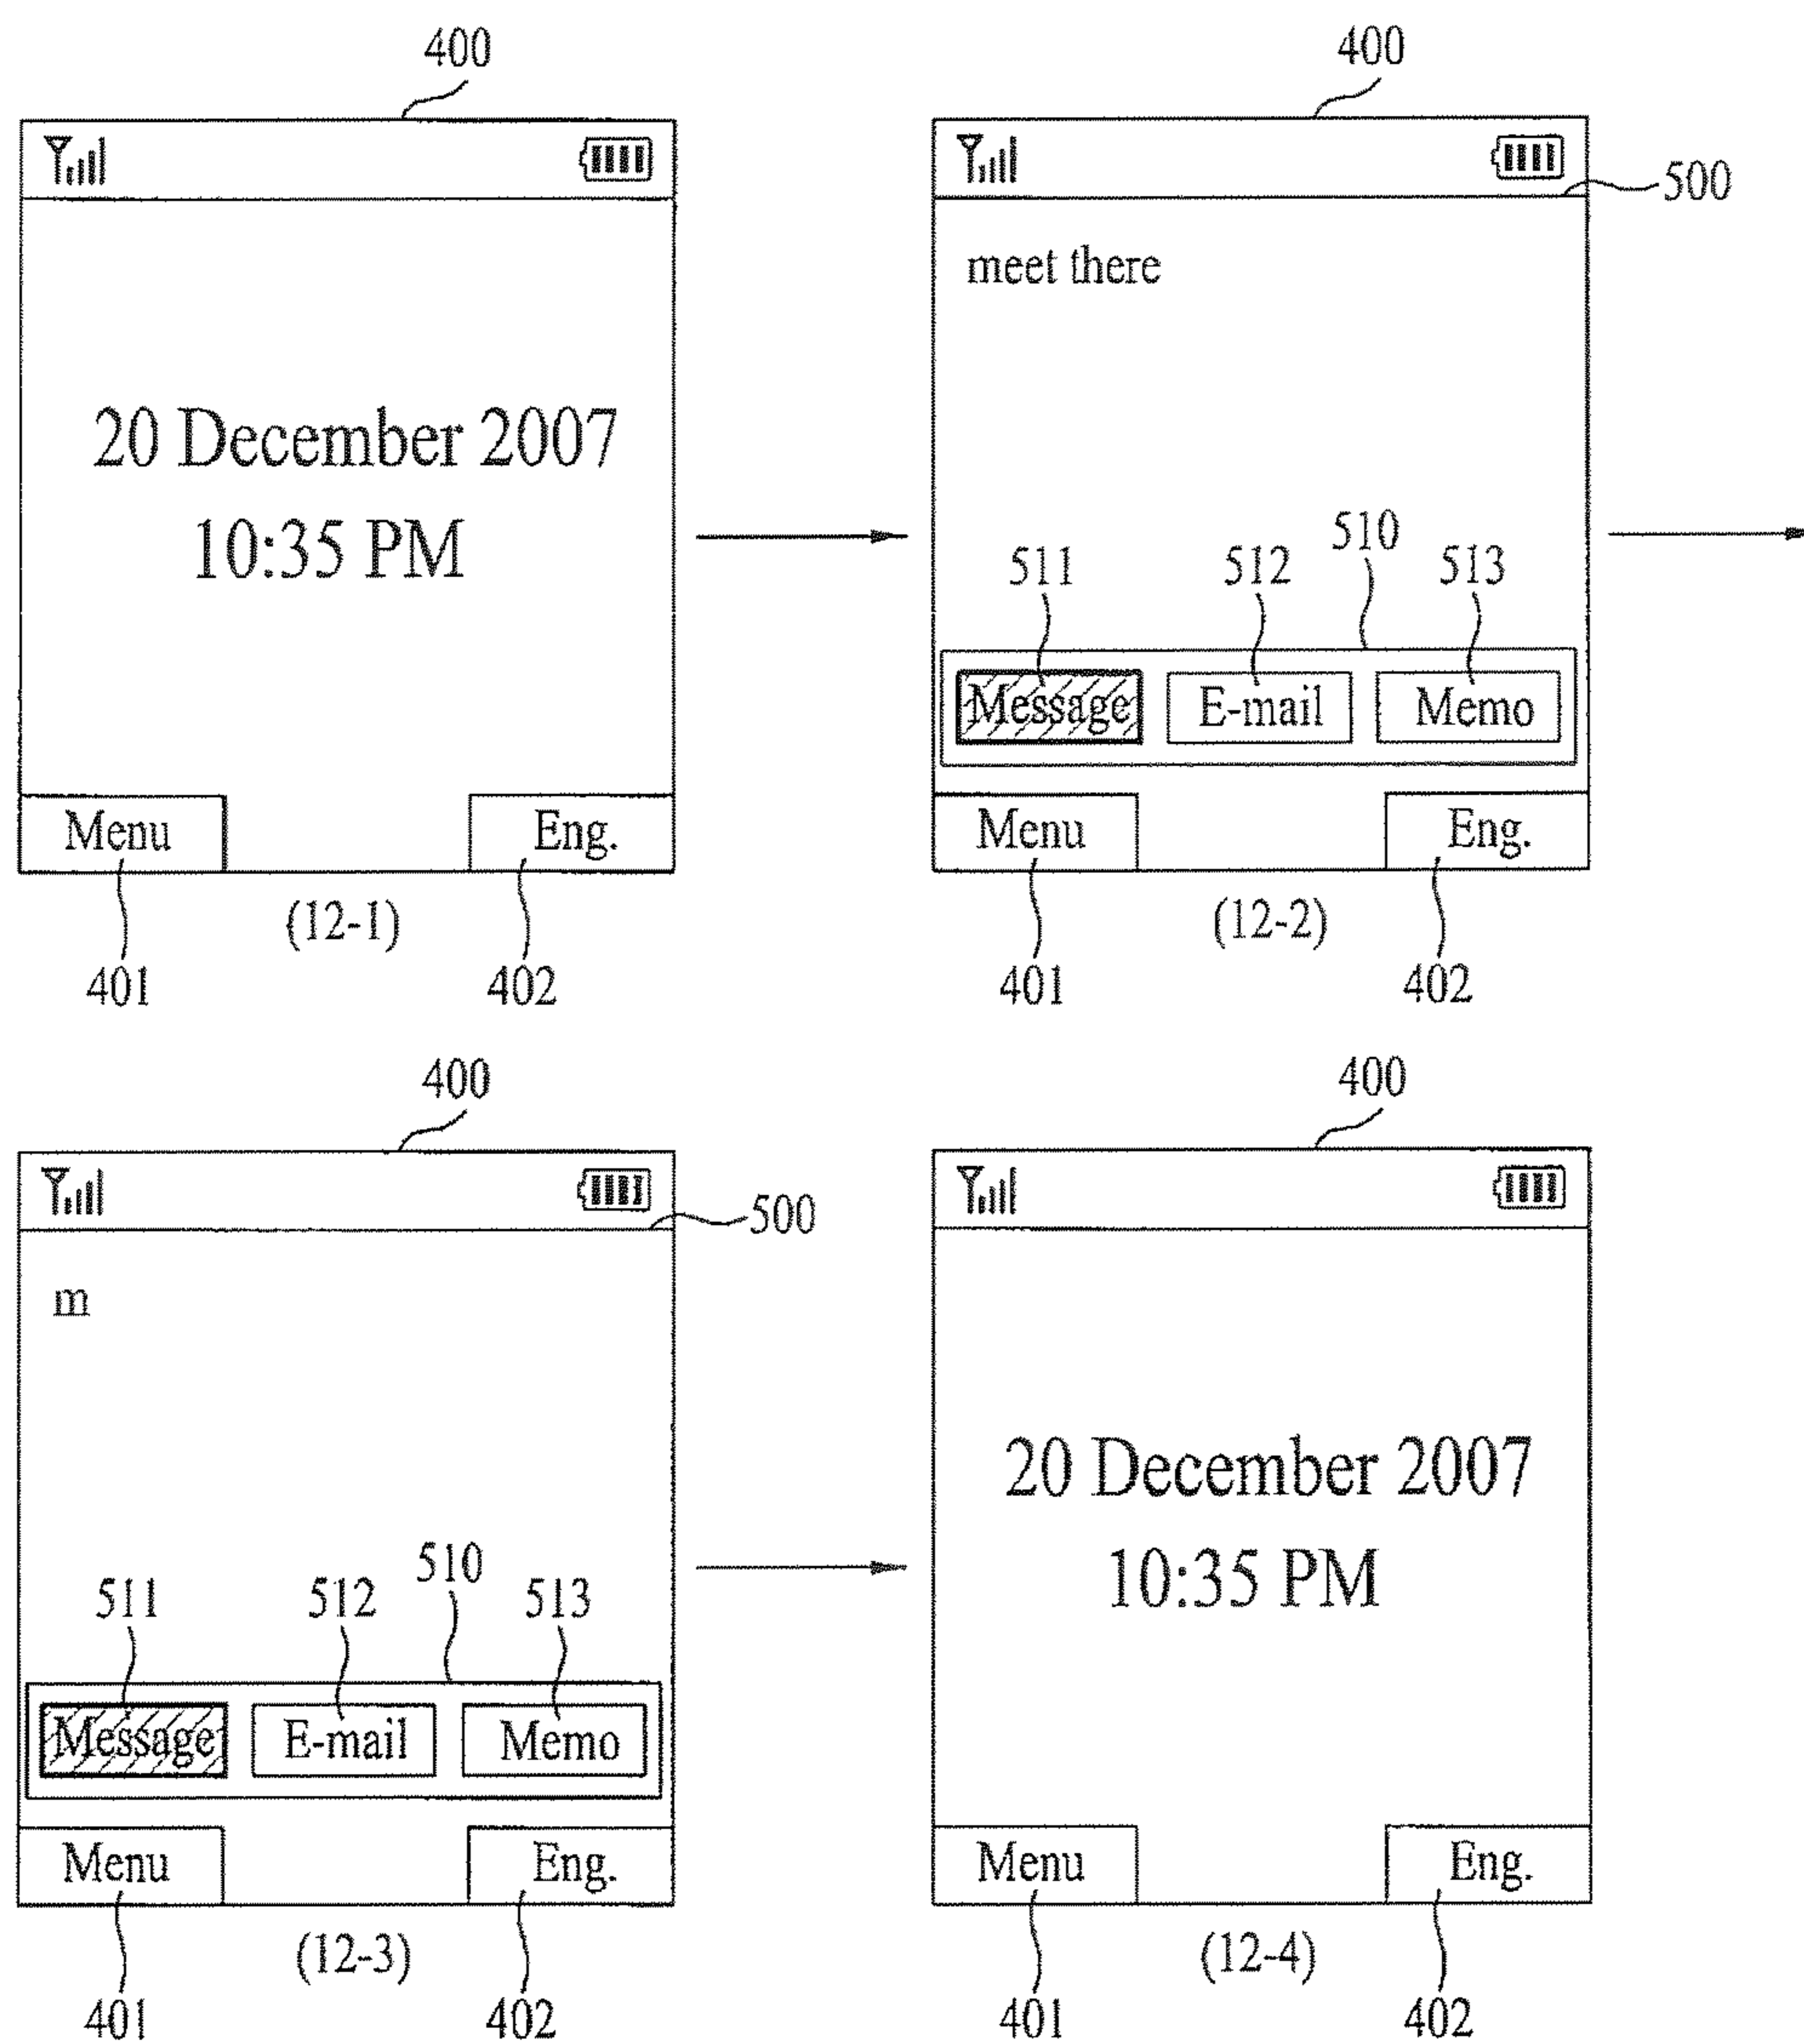 400
20 December 2007
10:35 PM
Menu
Eng.
(12-1)
401
402
400
500
meet there
511
512
510
513
Message
E-mail
Memo
Menu
Eng.
(12-2)
401
402
400
500
m
511
512
510
513
Message
E-mail
Memo
Menu
Eng.
(12-3)
401
402
400
20 December 2007
10:35 PM
Menu
Eng.
(12-4)
401
402